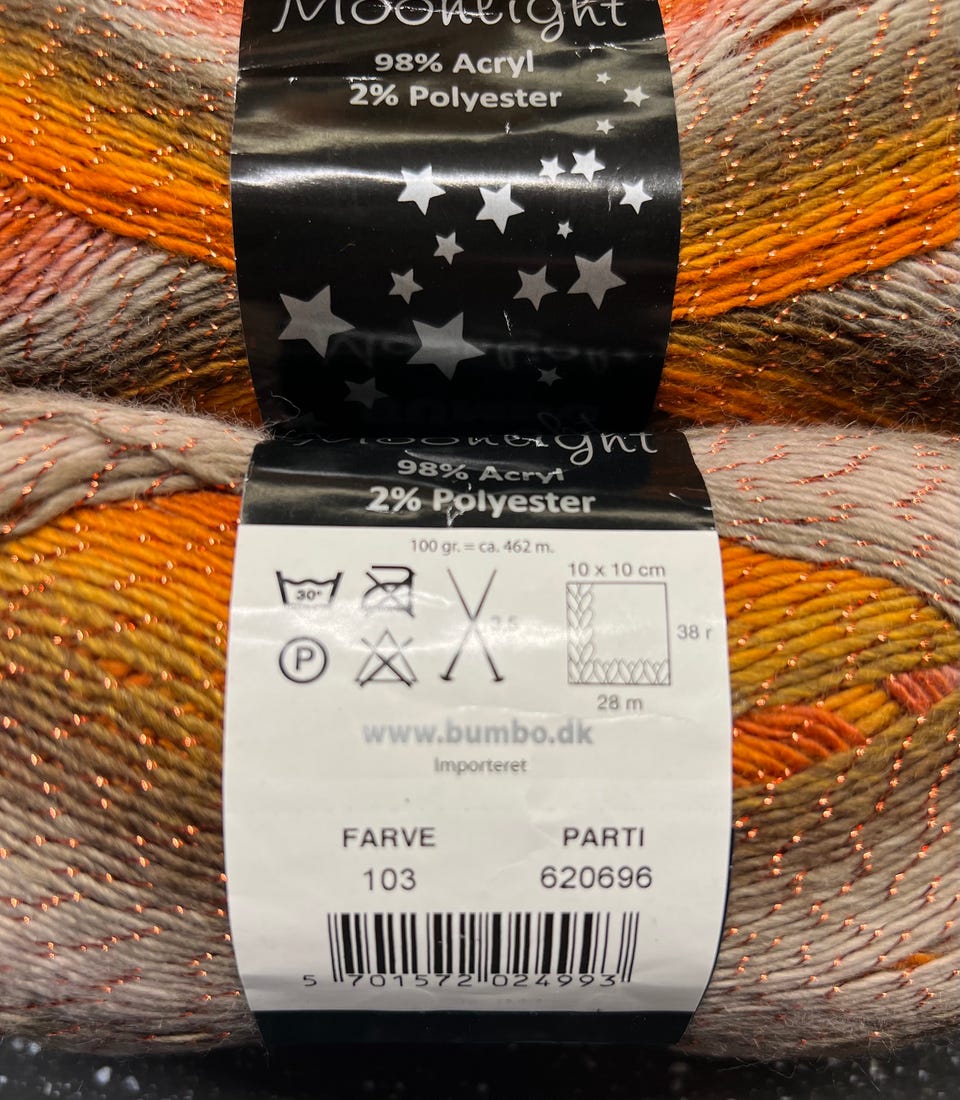 Moonlight
98% Acryl
2% Polyester
Moonlight
98% Acryl
2% Polyester
100 gr. = ca. 462 m.
10 x 10 cm
30°
3,5
38 r
P
28 m
www.bumbo.dk
Importeret
FARVE PARTI
103 620696
5 701572 024993